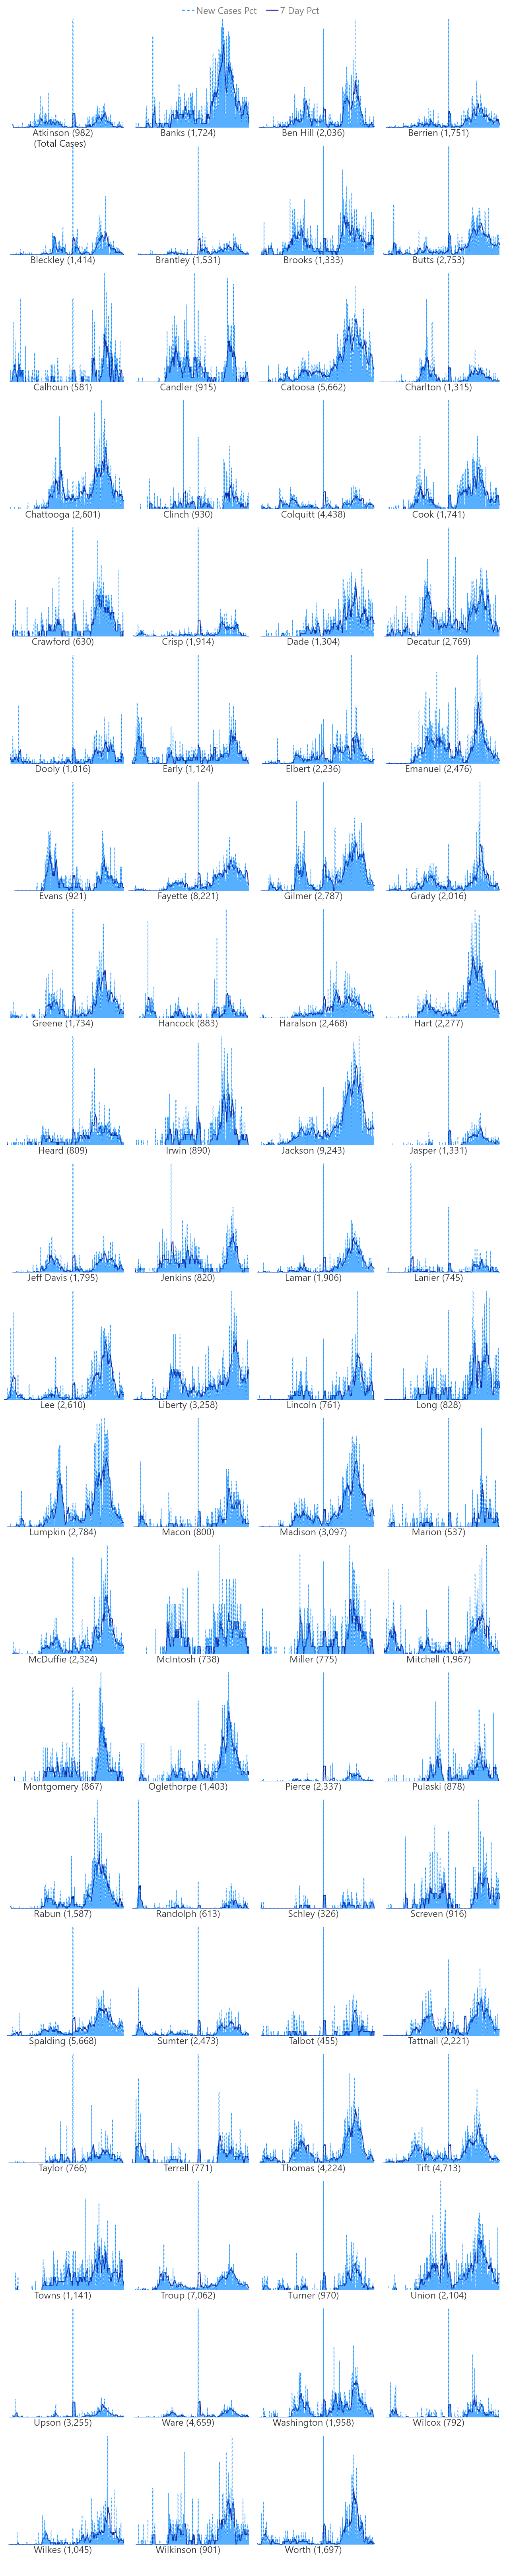 New Cases Pct 7 Day Pct
Atkinson (982) Banks (1,724) Ben Hill (2,036) Berrien (1,751)
(Total Cases)
Bleckley (1,414) Brantley (1,531) Brooks (1,333) Butts (2,753)
Calhoun (581) Candler (915) Catoosa (5,662) Charlton (1,315)
Chattooga (2,601) Clinch (930) Colquitt (4,438) Cook (1,741)
Crawford (630) Crisp (1,914) Dade (1,304) Decatur (2,769)
Dooly (1,016) Early (1,124) Elbert (2,236) Emanuel (2,476)
Evans (921) Fayette (8,221) Gilmer (2,787) Grady (2,016)
Greene (1,734) Hancock (883) Haralson (2,468) Hart (2,277)
Heard (809) Irwin (890) Jackson (9,243) Jasper (1,331)
Jeff Davis (1,795) Jenkins (820) Lamar (1,906) Lanier (745)
Lee (2,610) Liberty (3,258) Lincoln (761) Long (828)
Lumpkin (2,784) Macon (800) Madison (3,097) Marion (537)
McDuffie (2,324) McIntosh (738) Miller (775) Mitchell (1,967)
Montgomery (867) Oglethorpe (1,403) Pierce (2,337) Pulaski (878)
Rabun (1,587) Randolph (613) Schley (326) Screven (916)
Spalding (5,668) Sumter (2,473) Talbot (455) Tattnall (2,221)
Taylor (766) Terrell (771) Thomas (4,224) Tift (4,713)
Towns (1,141) Troup (7,062) Turner (970) Union (2,104)
Upson (3,255) Ware (4,659) Washington (1,958) Wilcox (792)
Wilkes (1,045) Wilkinson (901) Worth (1,697)